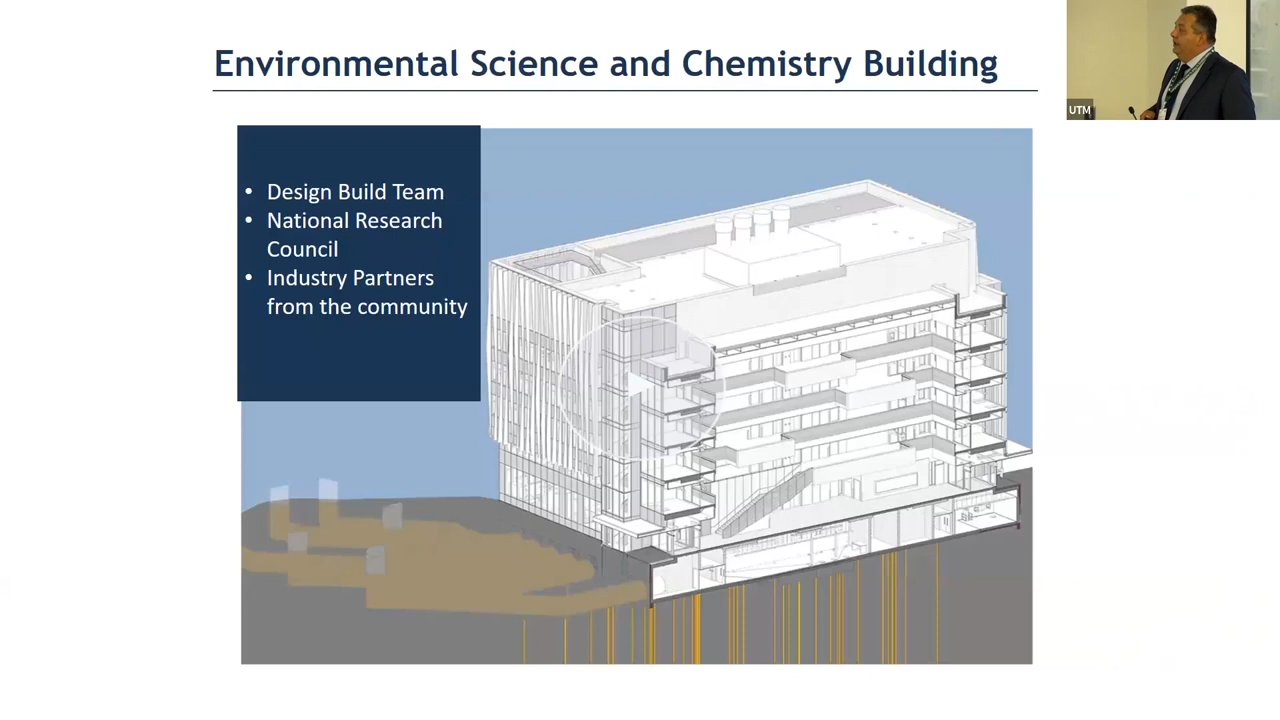 Environmental Science and Chemistry Building
UTM
• Design Build Team
• National Research
Council
• Industry Partners
from the community